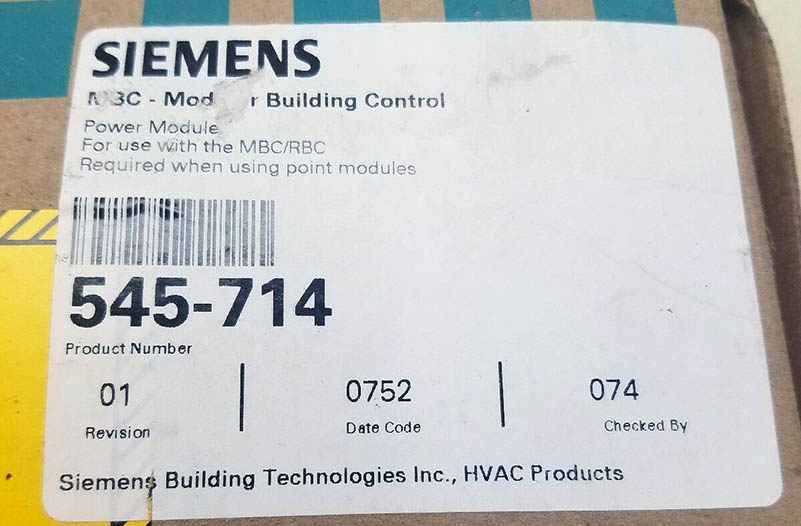 SIEMENS
Building Control
Power Module
For use with the MBC/RBC
Required when using point modules
545-714
Product Number
01
0752
074
Revision
Date Code
Checked By
Siemens Building Technologies Inc., HVAC Products